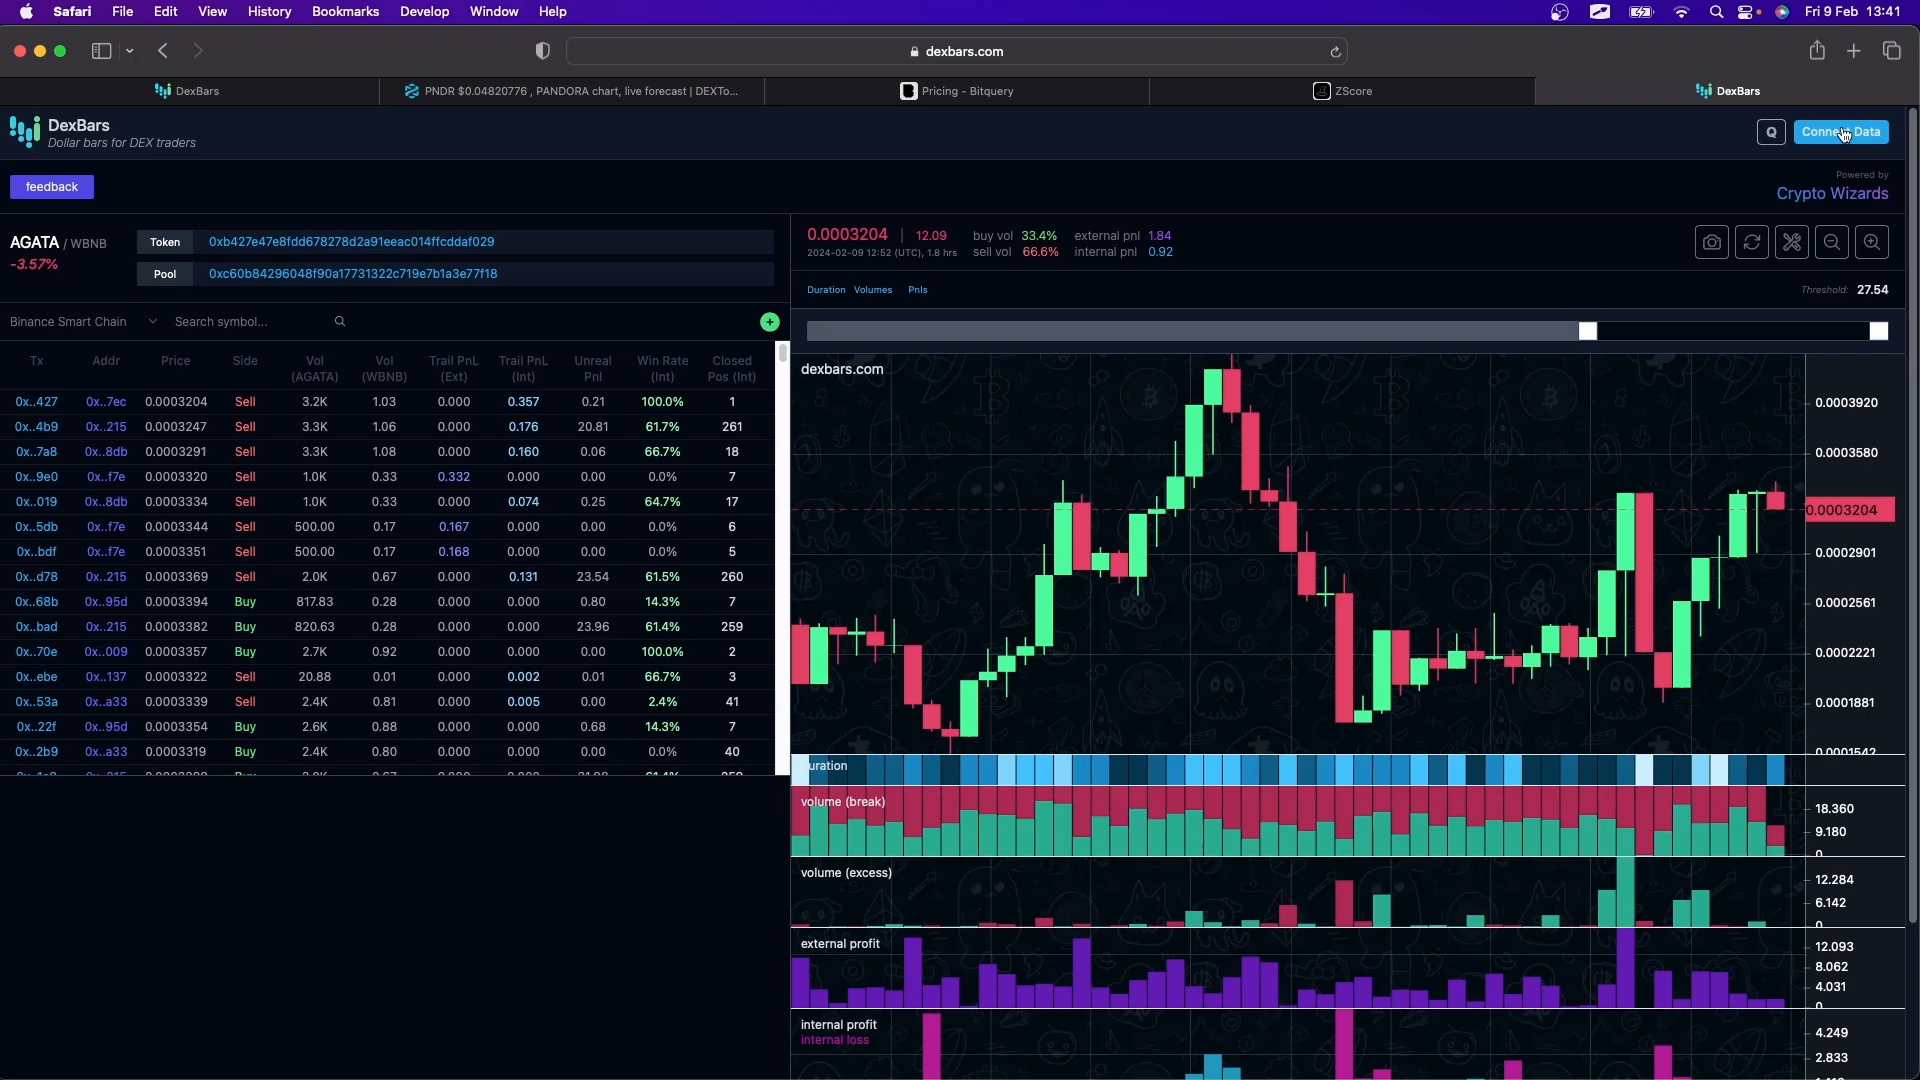 Safari File Edit View History Bookmarks Develop Window Help Fri 9 Feb 13:41
dexbars.com
DexBars PNDR $0.04820776 , PANDORA chart, live forecast | DEXTo... Pricing - Bitquery ZScore DexBars
DexBars
Dollar bars for DEX traders
Q Connect Data
feedback
Powered by
Crypto Wizards
AGATA / WBNB
-3.57%
Token 0xb427e47e8fdd678278d2a91eeac014ffcddaf029
Pool 0xc60b84296048f90a17731322c719e7b1a3e77f18
0.0003204 | 12.09 buy vol 33.4% external pnl 1.84
2024-02-09 12:52 (UTC), 1.8 hrs sell vol 66.6% internal pnl 0.92
Duration Volumes Pnls Threshold: 27.54
Binance Smart Chain Search symbol...
Tx Addr Price Side Vol (AGATA) Vol (WBNB) Trail PnL (Ext) Trail PnL (Int) Unreal Pnl Win Rate (Int) Closed Pos (Int)
0x..427 0x..7ec 0.0003204 Sell 3.2K 1.03 0.000 0.357 0.21 100.0% 1
0x..4b9 0x..215 0.0003247 Sell 3.3K 1.06 0.000 0.176 20.81 61.7% 261
0x..7a8 0x..8db 0.0003291 Sell 3.3K 1.08 0.000 0.160 0.06 66.7% 18
0x..9e0 0x..f7e 0.0003320 Sell 1.0K 0.33 0.332 0.000 0.00 0.0% 7
0x..019 0x..8db 0.0003334 Sell 1.0K 0.33 0.000 0.074 0.25 64.7% 17
0x..5db 0x..f7e 0.0003344 Sell 500.00 0.17 0.167 0.000 0.00 0.0% 6
0x..bdf 0x..f7e 0.0003351 Sell 500.00 0.17 0.168 0.000 0.00 0.0% 5
0x..d78 0x..215 0.0003369 Sell 2.0K 0.67 0.000 0.131 23.54 61.5% 260
0x..68b 0x..95d 0.0003394 Buy 817.83 0.28 0.000 0.000 0.80 14.3% 7
0x..bad 0x..215 0.0003382 Buy 820.63 0.28 0.000 0.000 23.96 61.4% 259
0x..70e 0x..009 0.0003357 Buy 2.7K 0.92 0.000 0.000 0.00 100.0% 2
0x..ebe 0x..137 0.0003322 Sell 20.88 0.01 0.000 0.002 0.01 66.7% 3
0x..53a 0x..a33 0.0003339 Sell 2.4K 0.81 0.000 0.005 0.00 2.4% 41
0x..22f 0x..95d 0.0003354 Buy 2.6K 0.88 0.000 0.000 0.68 14.3% 7
0x..2b9 0x..a33 0.0003319 Buy 2.4K 0.80 0.000 0.000 0.00 0.0% 40
dexbars.com
0.0003920
0.0003580
0.0003204
0.0002901
0.0002561
0.0002221
0.0001881
0.0001542
uration
volume (break)
18.360
9.180
0
volume (excess)
12.284
6.142
0
external profit
12.093
8.062
4.031
0
internal profit
internal loss
4.249
2.833